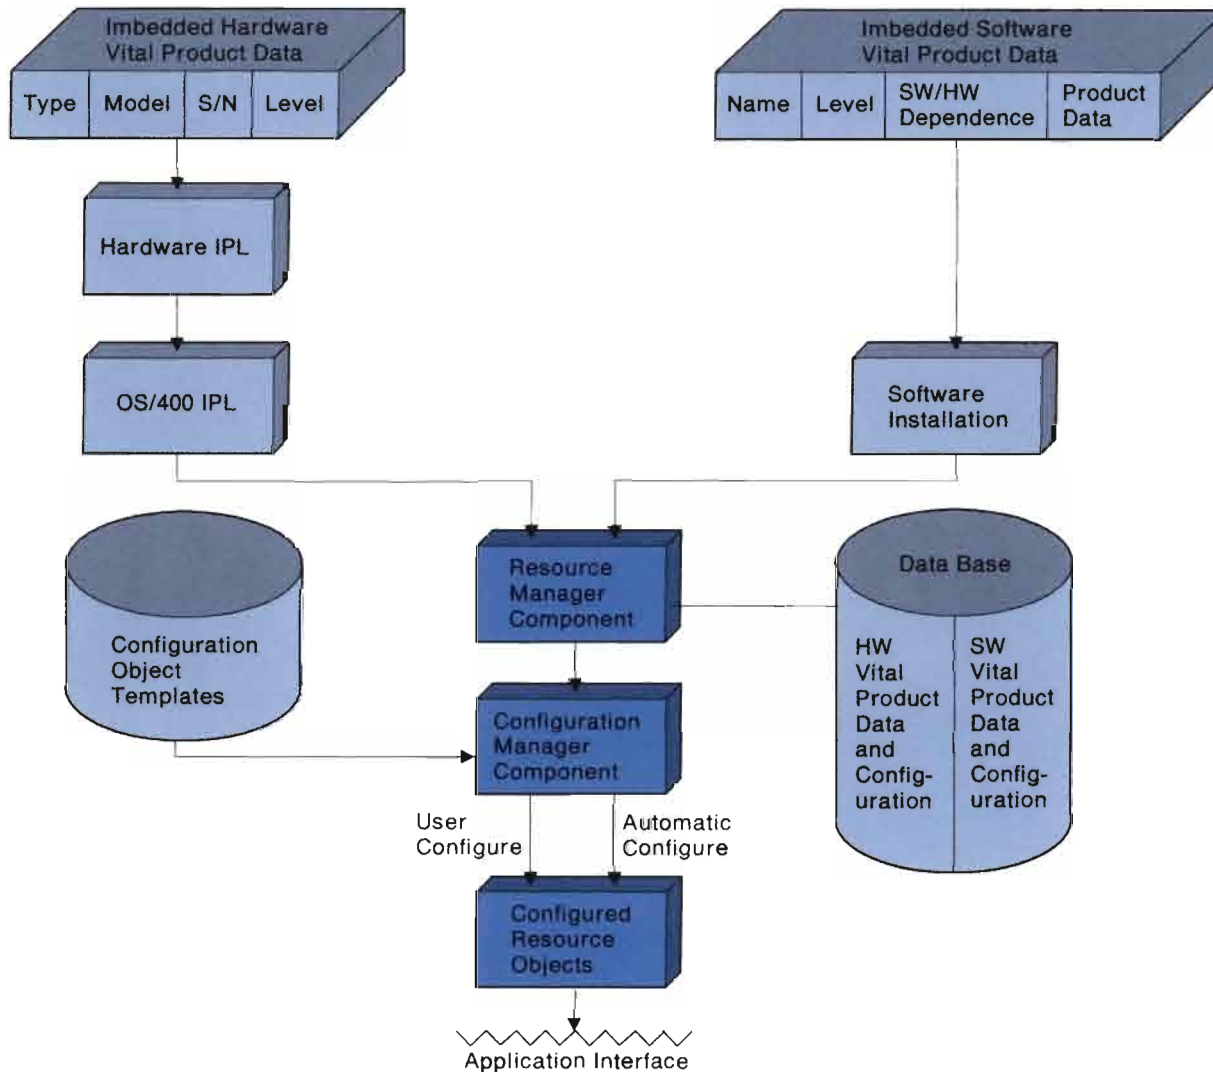 Imbedded Hardware
Vital Product Data
Type
Model
S/N
Level
Imbedded Software
Vital Product Data
Name
Level
SW/HW
Dependence
Product
Data
Hardware IPL
OS/400 IPL
Software
Installation
Resource
Manager
Component
Data Base
HW
Vital
Product
Data
and
Config-
uration
SW
Vital
Product
Data
and
Config-
uration
Configuration
Object
Templates
Configuration
Manager
Component
User
Configure
Automatic
Configure
Configured
Resource
Objects
Application Interface